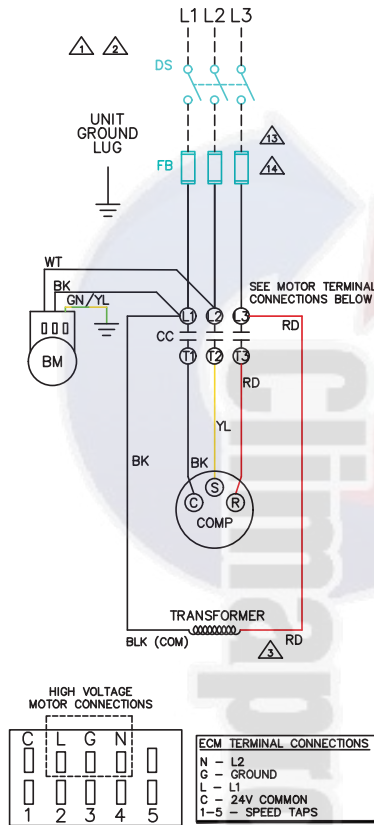 L1 L2 L3
1 2
DS
UNIT
GROUND
LUG
13
FB
14
WT
BK
GN/YL
SEE MOTOR TERMINAL
CONNECTIONS BELOW
L1 L2 L3
RD
CC
BM
T1 T2 T3
RD
YL
BK
BK
S
C R
COMP
TRANSFORMER
BLK (COM)
RD
3
HIGH VOLTAGE
MOTOR CONNECTIONS
C L G N
1 2 3 4 5
ECM TERMINAL CONNECTIONS
N - L2
G - GROUND
L - L1
C - 24V COMMON
1-5 - SPEED TAPS
Climapre